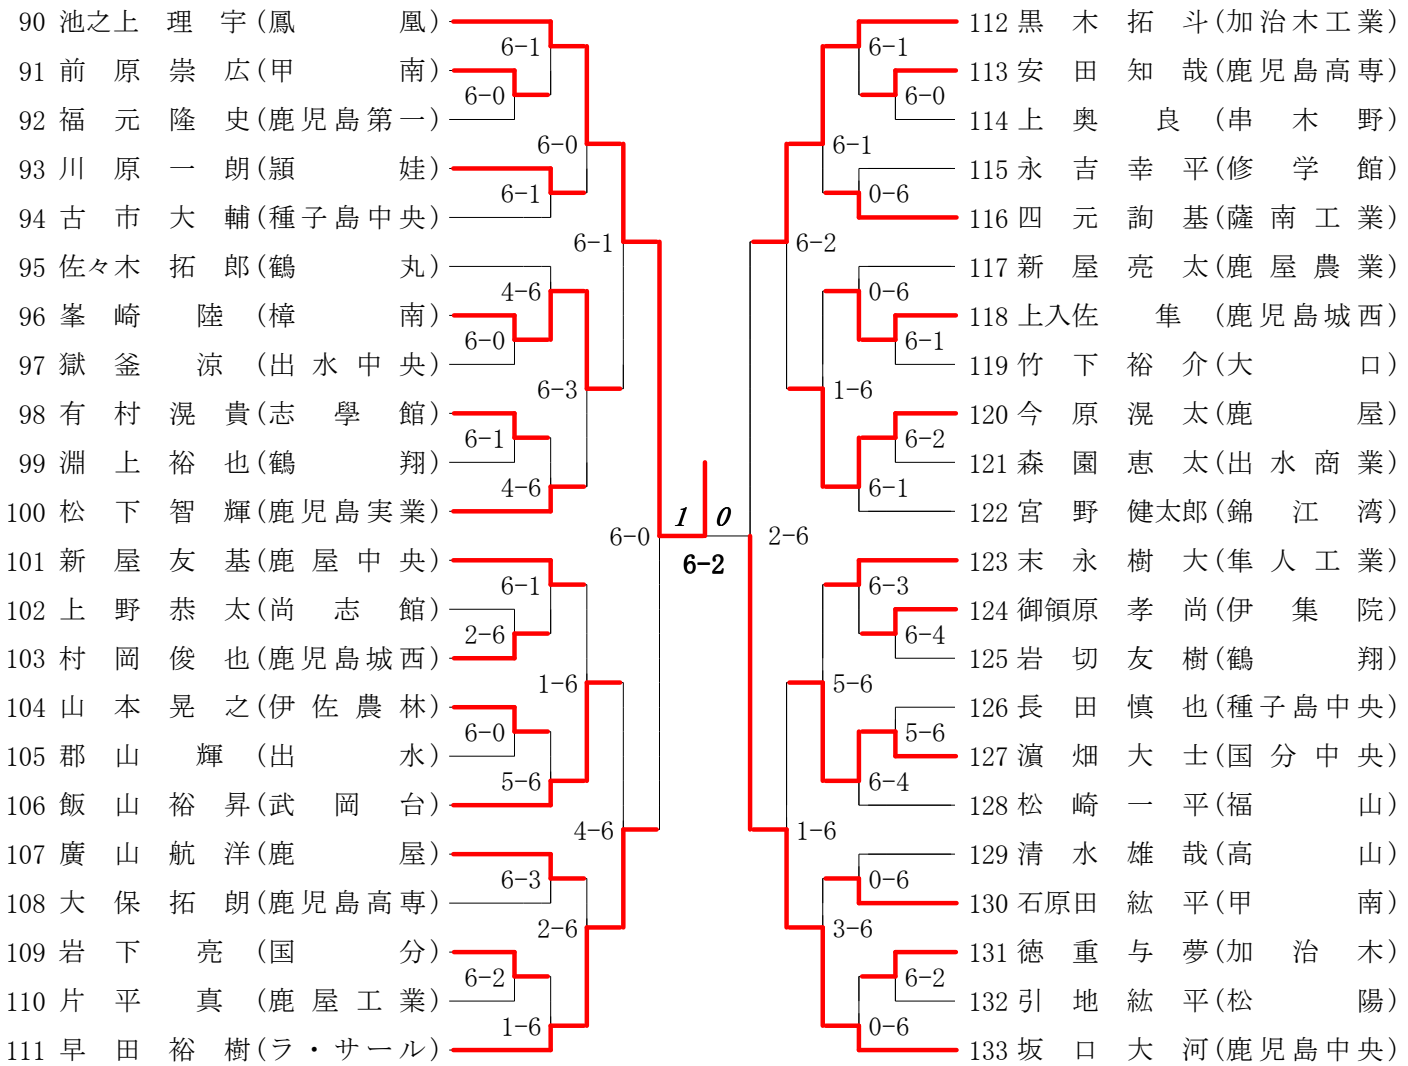 90 池之上 理 宇 (鳳 凰)
6-1
91 前 原 崇 広 (甲 南)
6-0
92 福 元 隆 史 (鹿児島第一)
6-0
93 川 原 一 朗 (頴 娃)
6-1
94 古 市 大 輔 (種子島中央)
6-1
95 佐々木 拓 郎 (鶴 丸)
4-6
96 峯 崎 陸 (樟 南)
6-0
97 獄 釜 涼 (出 水 中 央)
6-3
98 有 村 滉 貴 (志 學 館)
6-1
99 淵 上 裕 也 (鶴 翔)
4-6
100 松 下 智 輝 (鹿児島実業)
6-0
101 新 屋 友 基 (鹿 屋 中 央)
6-1
102 上 野 恭 太 (尚 志 館)
2-6
103 村 岡 俊 也 (鹿児島城西)
1-6
104 山 本 晃 之 (伊 佐 農 林)
6-0
105 郡 山 輝 (出 水)
5-6
106 飯 山 裕 昇 (武 岡 台)
4-6
107 廣 山 航 洋 (鹿 屋)
6-3
108 大 保 拓 朗 (鹿児島高専)
2-6
109 岩 下 亮 (国 分)
6-2
110 片 平 真 (鹿 屋 工 業)
1-6
111 早 田 裕 樹 (ラ・サール)
1 0
6-2
112 黒 木 拓 斗 (加治木工業)
6-1
113 安 田 知 哉 (鹿児島高専)
6-0
114 上 奥 良 (串 木 野)
6-1
115 永 吉 幸 平 (修 学 館)
0-6
116 四 元 詢 基 (薩 南 工 業)
6-2
117 新 屋 亮 太 (鹿 屋 農 業)
0-6
118 上入佐 隼 (鹿児島城西)
6-1
119 竹 下 裕 介 (大 口)
1-6
120 今 原 滉 太 (鹿 屋)
6-2
121 森 園 恵 太 (出 水 商 業)
6-1
122 宮 野 健太郎 (錦 江 湾)
2-6
123 末 永 樹 大 (隼 人 工 業)
6-3
124 御領原 孝 尚 (伊 集 院)
6-4
125 岩 切 友 樹 (鶴 翔)
5-6
126 長 田 慎 也 (種子島中央)
5-6
127 濵 畑 大 士 (国 分 中 央)
6-4
128 松 崎 一 平 (福 山)
1-6
129 清 水 雄 哉 (高 山)
0-6
130 石原田 紘 平 (甲 南)
3-6
131 徳 重 与 夢 (加 治 木)
6-2
132 引 地 紘 平 (松 陽)
0-6
133 坂 口 大 河 (鹿児島中央)